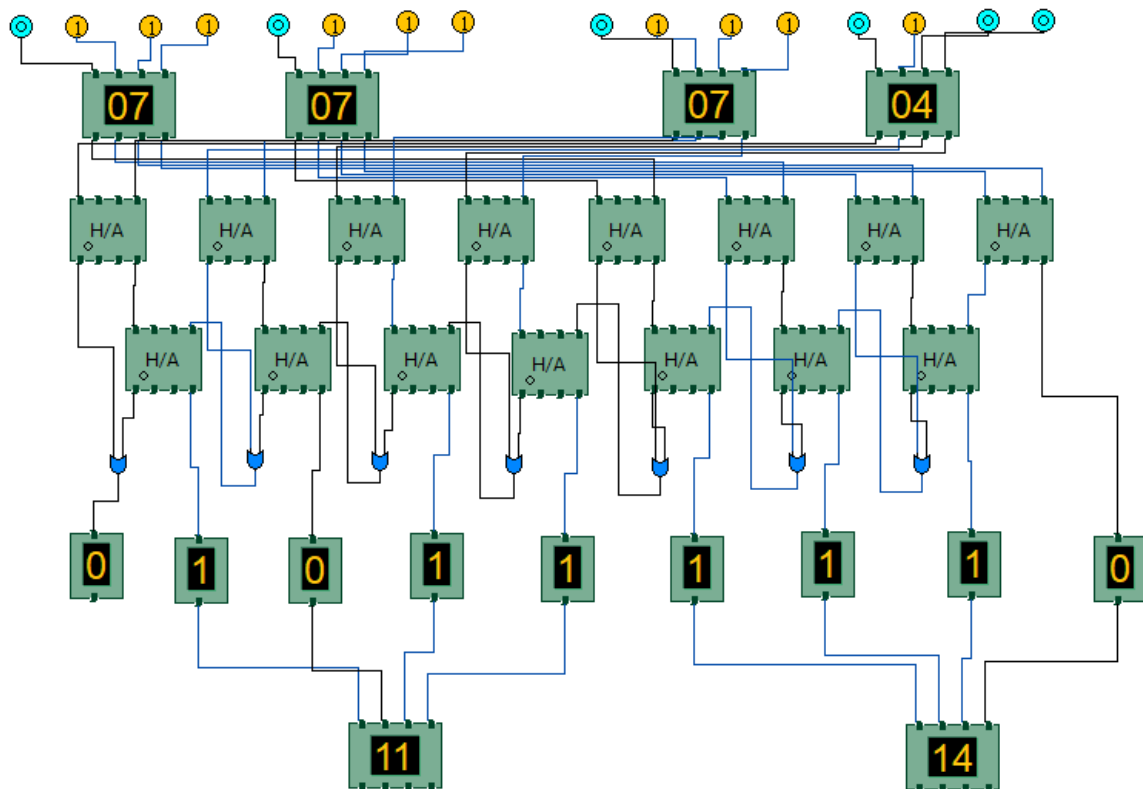 1 1 1 1 1 1 1 1 1 1
07 07 07 04
H/A H/A H/A H/A H/A H/A H/A H/A
H/A H/A H/A H/A H/A H/A H/A
0 1 0 1 1 1 1 1 0
11 14